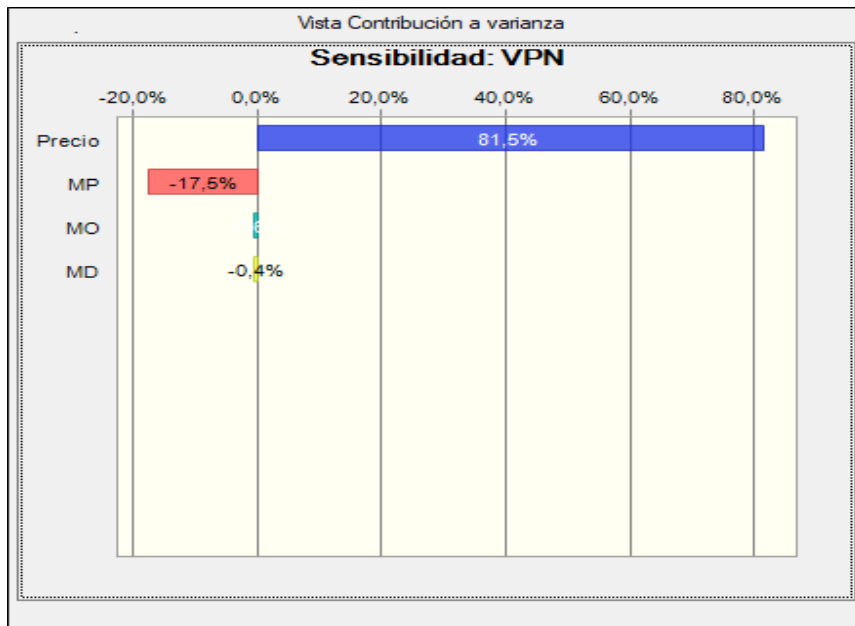 Vista Contribución a varianza
Sensibilidad: VPN
-20,0% 0,0% 20,0% 40,0% 60,0% 80,0%
Precio 81,5%
MP -17,5%
MO
MD -0,4%